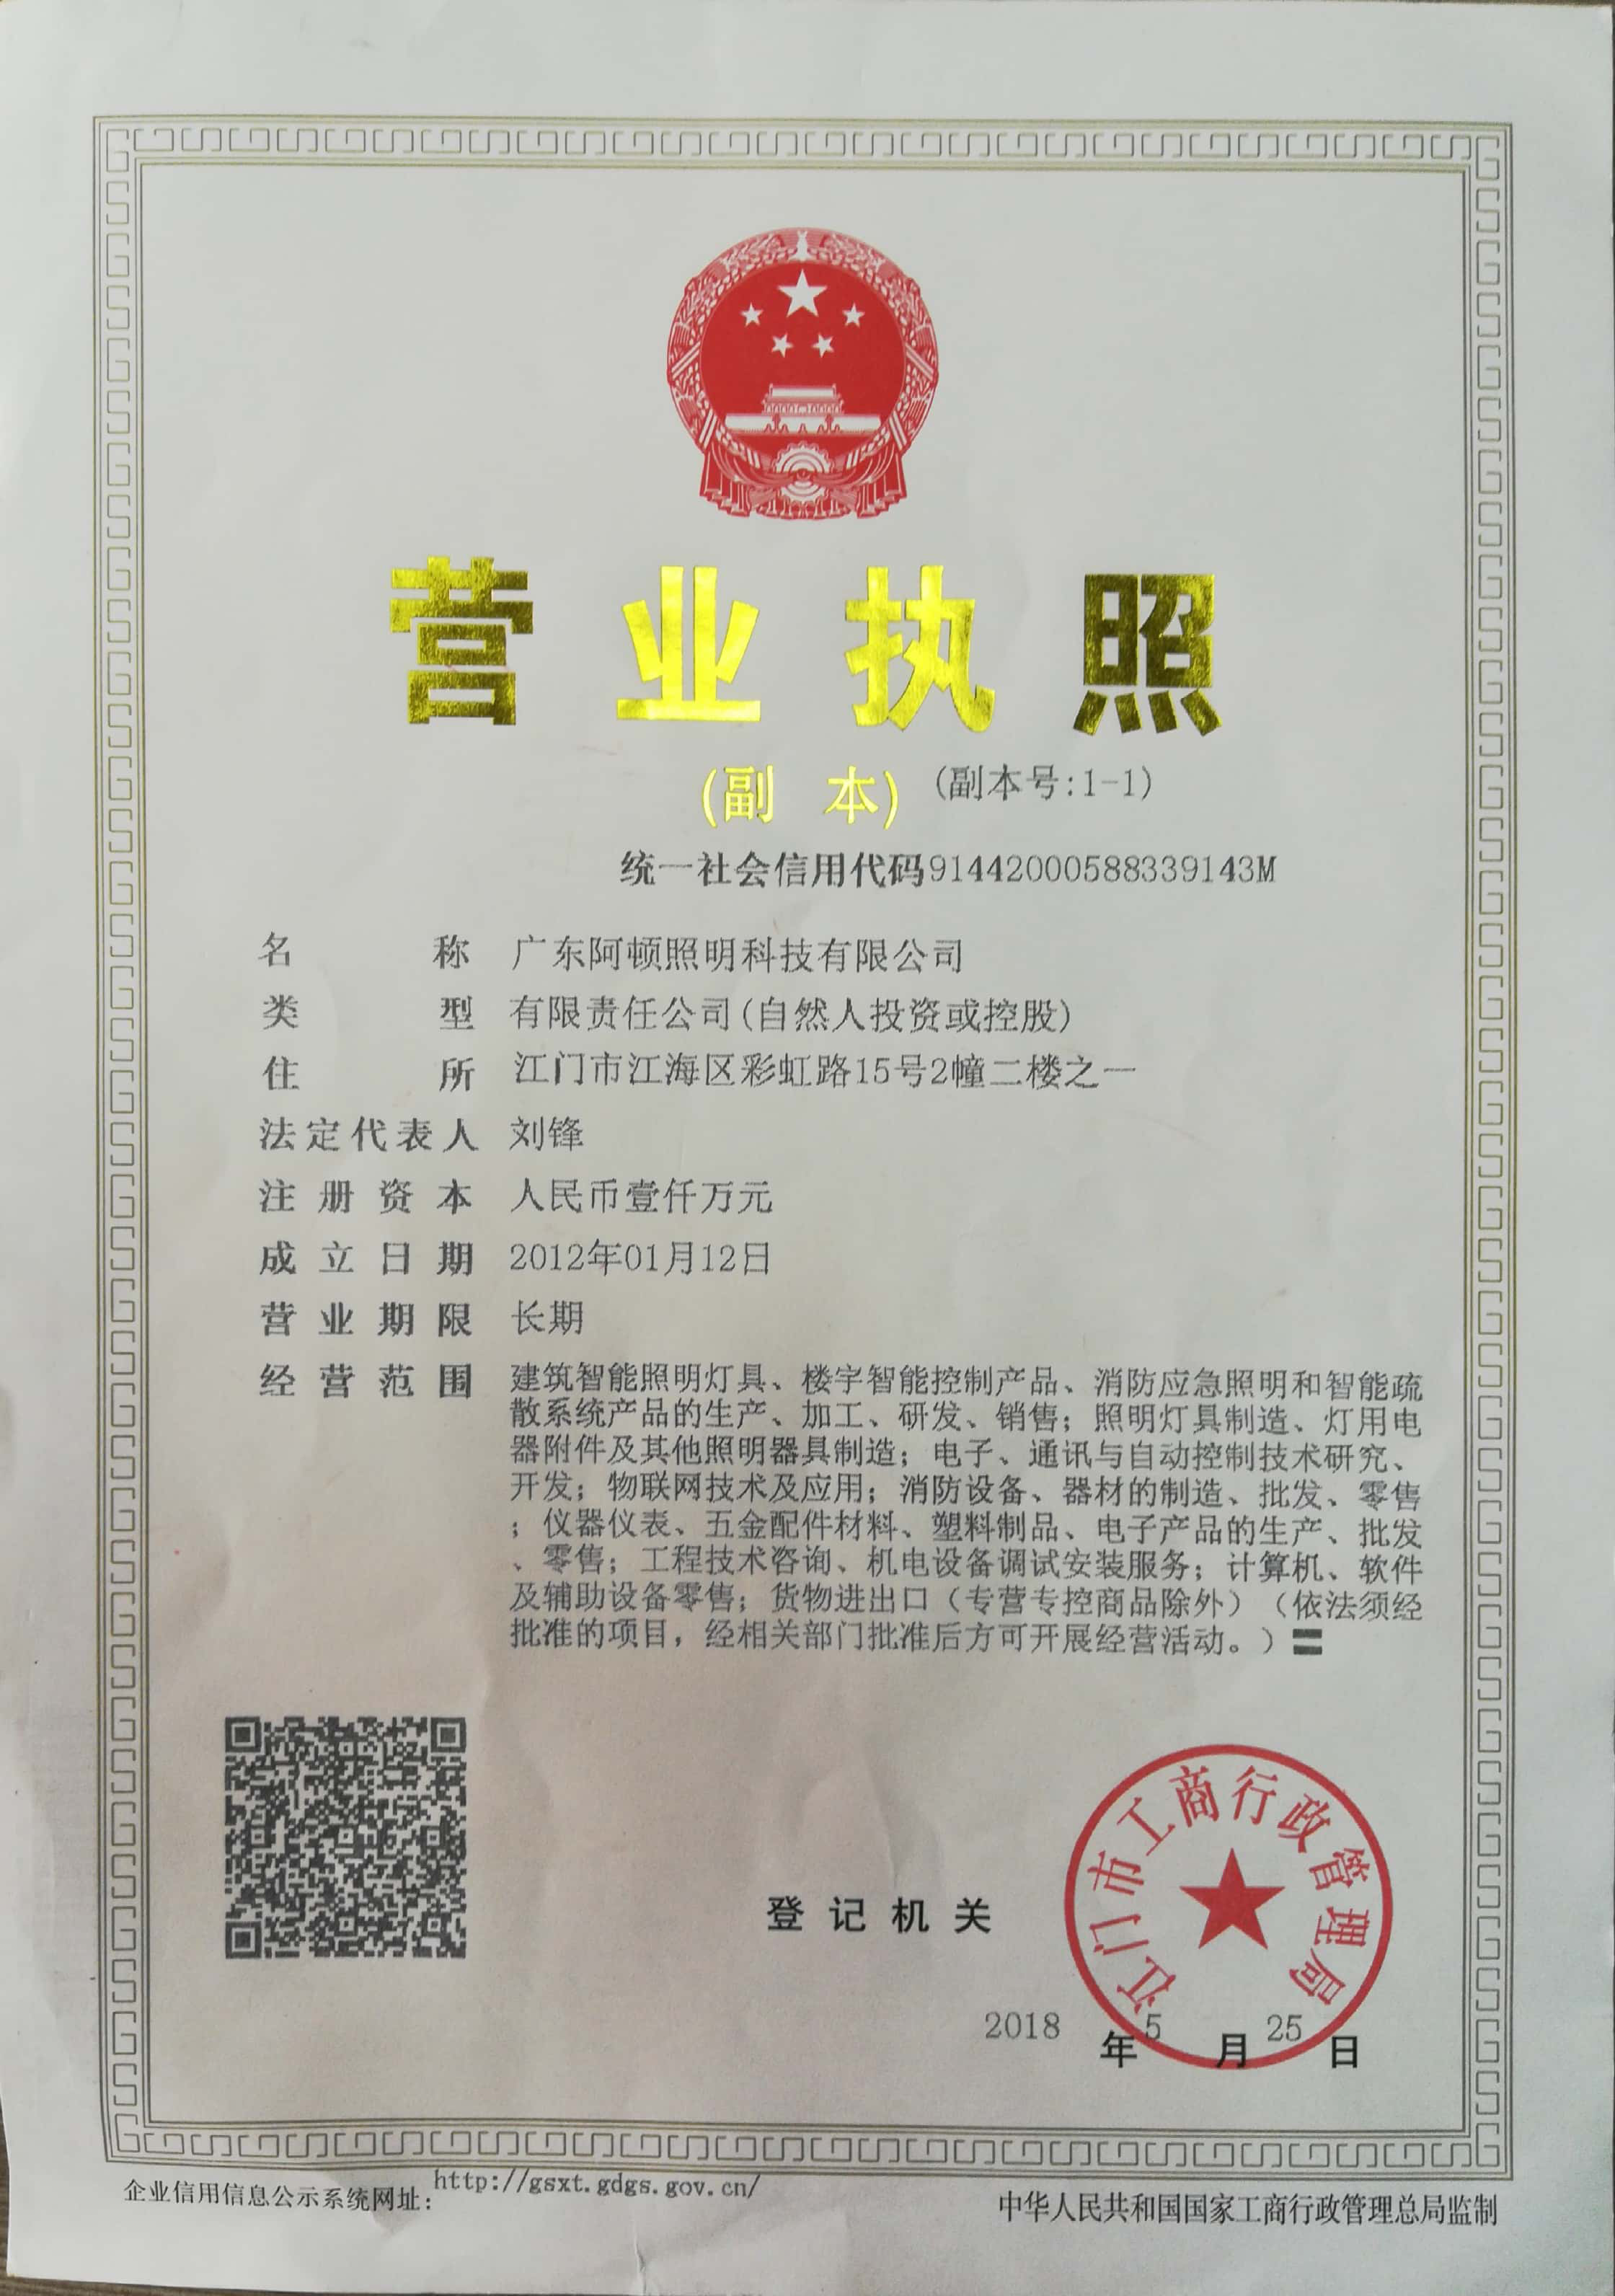 营业执照
(副 本) (副本号:1-1)
统一社会信用代码91442000588339143M
名 称 广东阿顿照明科技有限公司
类 型 有限责任公司(自然人投资或控股)
住 所 江门市江海区彩虹路15号2幢二楼之一
法定代表人 刘锋
注册资本 人民币壹仟万元
成立日期 2012年01月12日
营业期限 长期
经营范围 建筑智能照明灯具、楼宇智能控制产品、消防应急照明和智能疏
散系统产品的生产、加工、研发、销售；照明灯具制造、灯用电
器附件及其他照明器具制造；电子、通讯与自动控制技术研究、
开发；物联网技术及应用；消防设备、器材的制造、批发、零售
；仪器仪表、五金配件材料、塑料制品、电子产品的生产、批发
、零售；工程技术咨询、机电设备调试安装服务；计算机、软件
及辅助设备零售；货物进出口（专营专控商品除外）（依法须经
批准的项目，经相关部门批准后方可开展经营活动。）
登记机关
江门市工商行政管理局
2018年5月25日
企业信用信息公示系统网址: http://gsxt.gdgs.gov.cn/
中华人民共和国国家工商行政管理总局监制